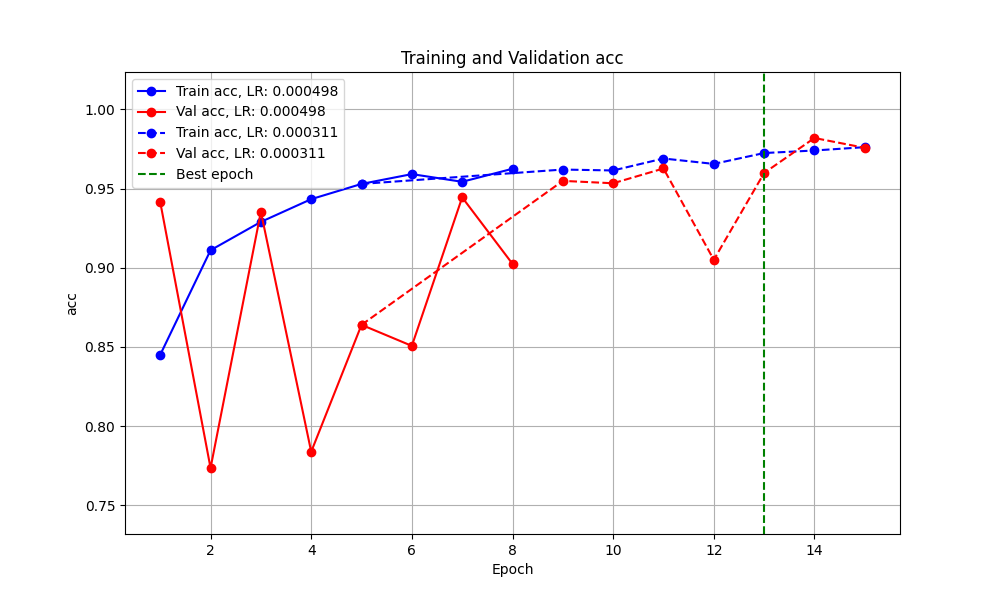 Training and Validation acc
Train acc, LR: 0.000498
Val acc, LR: 0.000498
Train acc, LR: 0.000311
Val acc, LR: 0.000311
Best epoch
1.00
0.95
0.90
0.85
0.80
0.75
acc
2 4 6 8 10 12 14
Epoch